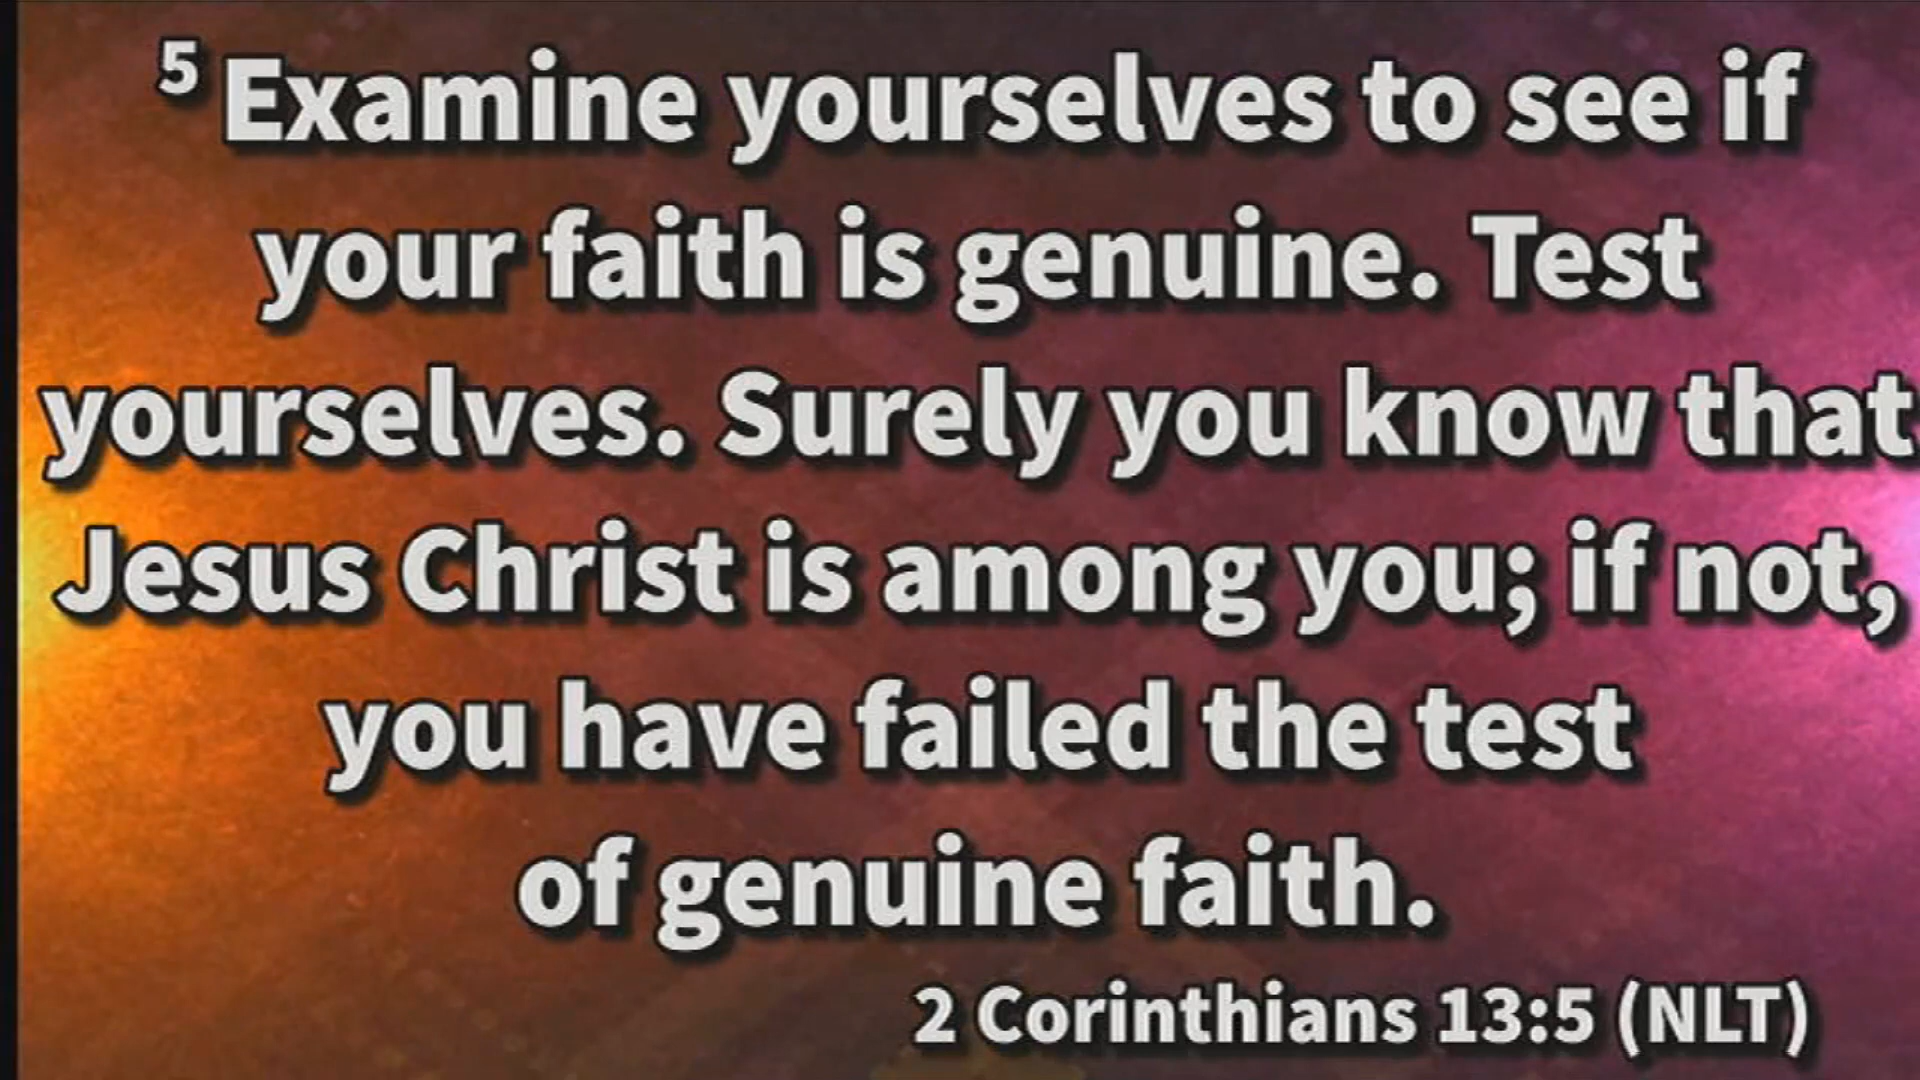 5 Examine yourselves to see if
your faith is genuine. Test
yourselves. Surely you know that
Jesus Christ is among you; if not,
you have failed the test
of genuine faith.
2 Corinthians 13:5 (NLT)